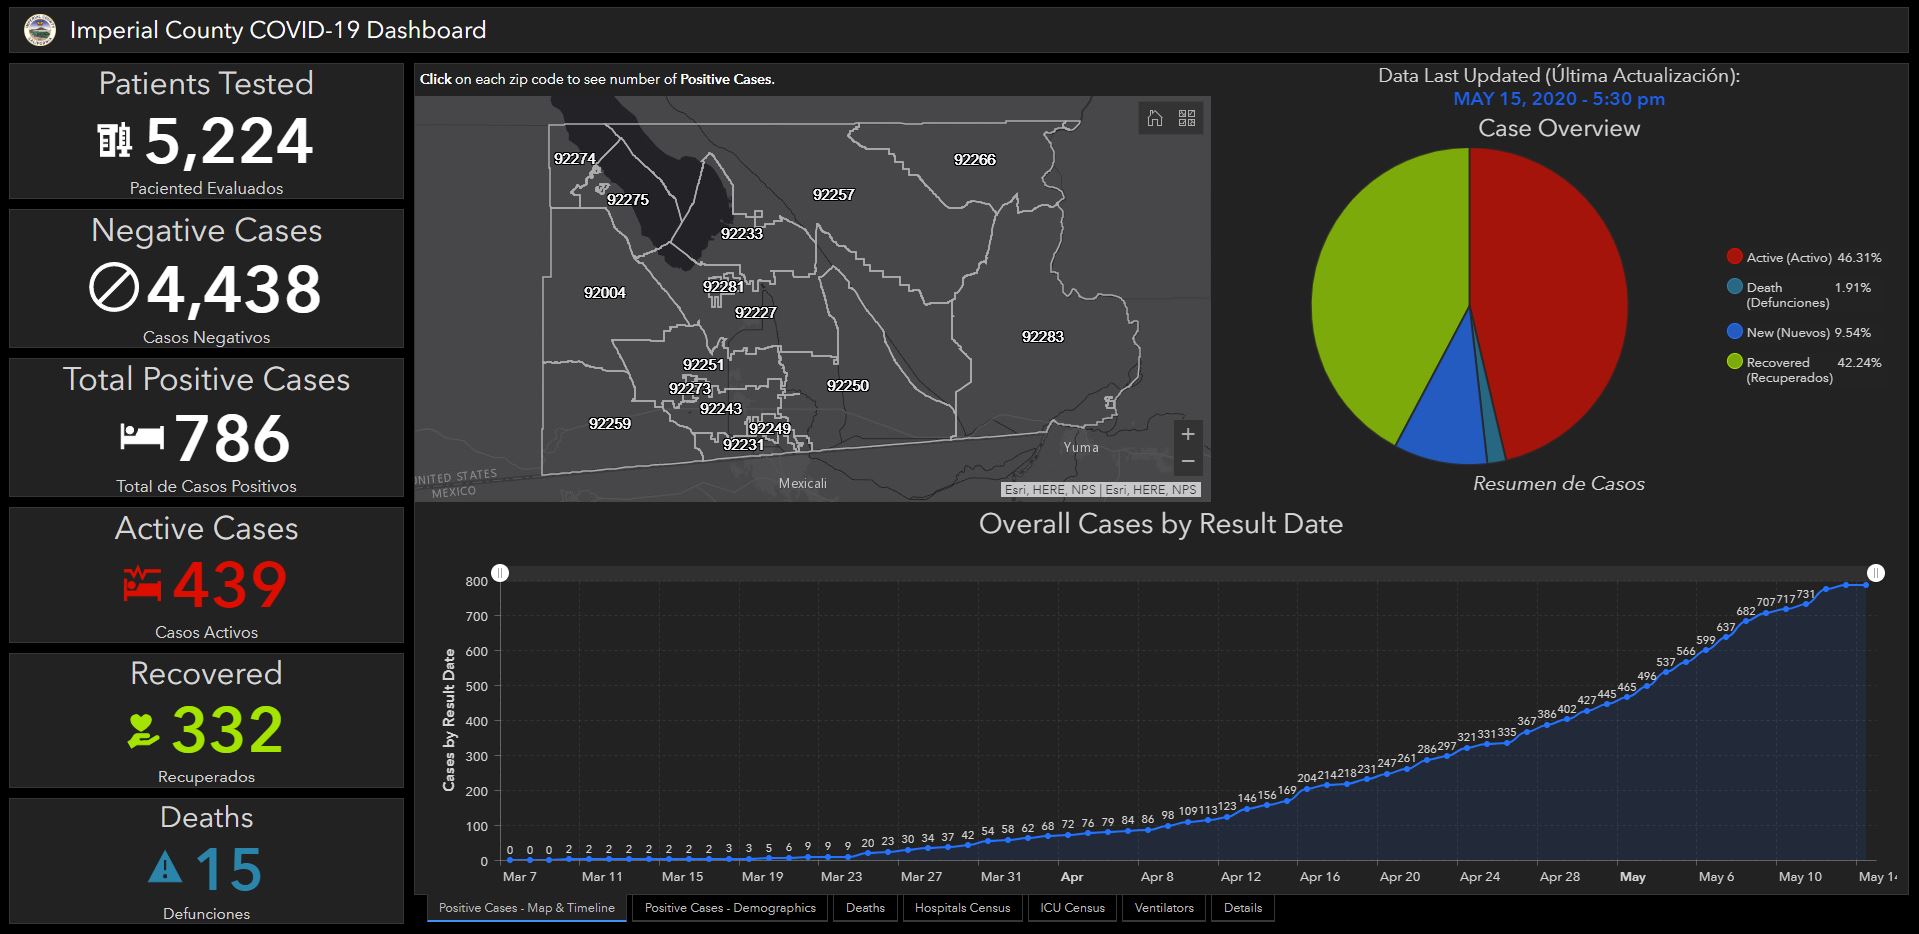 Imperial County COVID-19 Dashboard
Patients Tested
5,224
Paciented Evaluados
Negative Cases
4,438
Casos Negativos
Total Positive Cases
786
Total de Casos Positivos
Active Cases
439
Casos Activos
Recovered
332
Recuperados
Deaths
15
Defunciones
Click on each zip code to see number of Positive Cases.
92274
92275
92266
92257
92233
92004
92281
92227
92283
92251
92273
92250
92243
92259
92249
92231
Yuma
UNITED STATES
MEXICO
Mexicali
+
−
Esri, HERE, NPS | Esri, HERE, NPS
Data Last Updated (Última Actualización):
MAY 15, 2020 - 5:30 pm
Case Overview
Active (Activo) 46.31%
Death 1.91%
(Defunciones)
New (Nuevos) 9.54%
Recovered 42.24%
(Recuperados)
Resumen de Casos
Overall Cases by Result Date
Cases by Result Date
800
700
600
500
400
300
200
100
0
0 0 0 2 2 2 2 2 2 2 2 3 3 5 6 9 9 9 20 23 30 34 37 42 54 58 62 68 72 76 79 84 86 98 109 113 123 146 156 169 204 214 218 231 247 261 286 297 321 331 335 367 386 402 427 445 465 496 537 566 599 637 682 707 717 731
Mar 7 Mar 11 Mar 15 Mar 19 Mar 23 Mar 27 Mar 31 Apr Apr 8 Apr 12 Apr 16 Apr 20 Apr 24 Apr 28 May May 6 May 10 May 14
Positive Cases - Map & Timeline
Positive Cases - Demographics
Deaths
Hospitals Census
ICU Census
Ventilators
Details